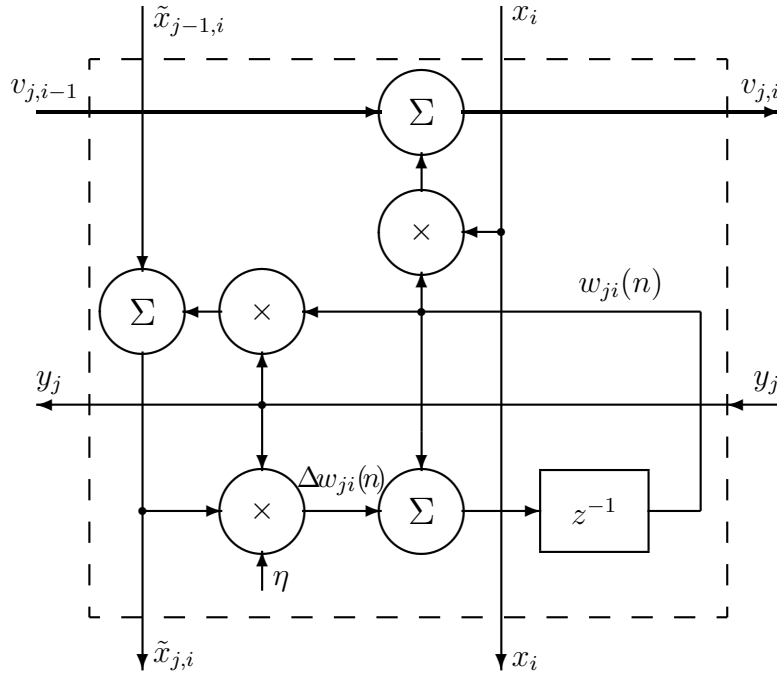 x̃_{j−1,i} x_i
v_{j,i−1} v_{j,i}
Σ
×
w_{ji}(n)
Σ ×
y_j y_j
Δw_{ji}(n)
× Σ z^{−1}
η
x̃_{j,i} x_i